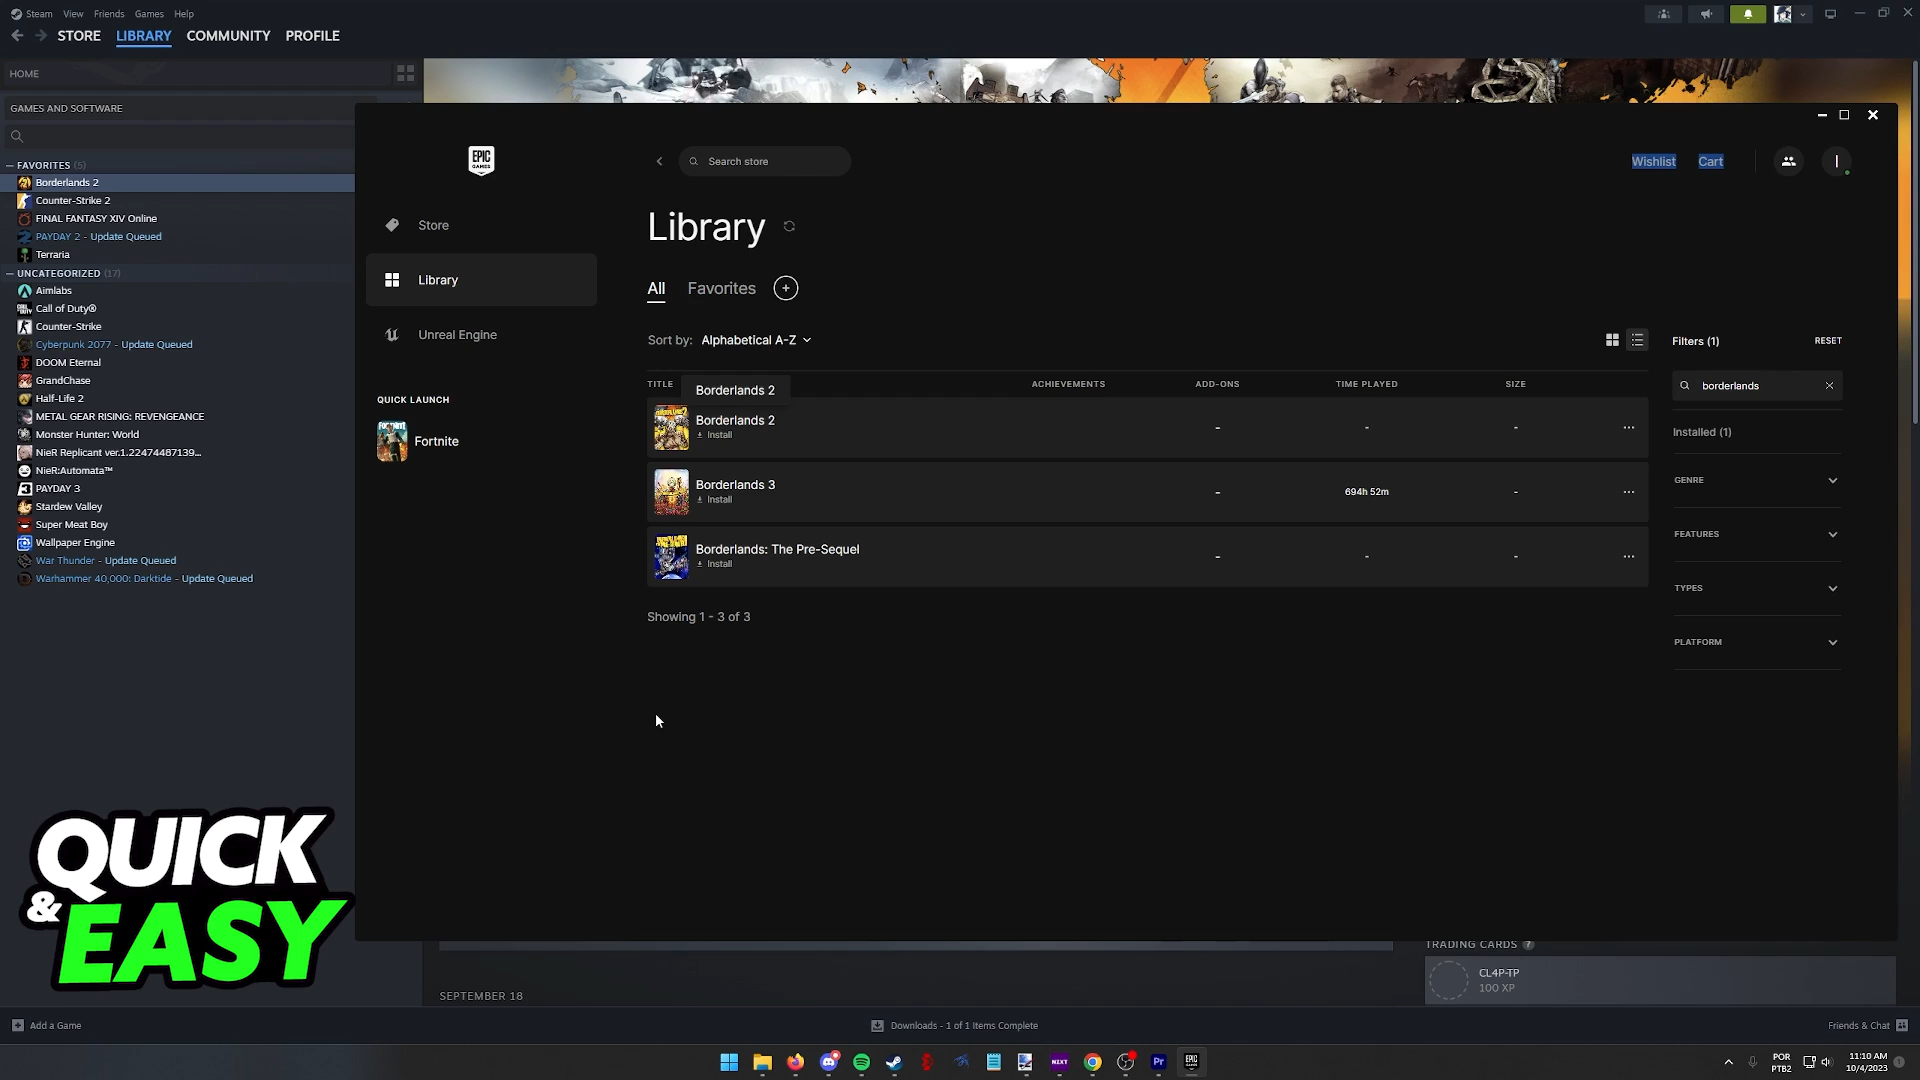 Steam View Friends Games Help
STORE LIBRARY COMMUNITY PROFILE
HOME
GAMES AND SOFTWARE
— FAVORITES (5)
Borderlands 2
Counter-Strike 2
FINAL FANTASY XIV Online
PAYDAY 2 - Update Queued
Terraria
— UNCATEGORIZED (17)
Aimlabs
Call of Duty®
Counter-Strike
Cyberpunk 2077 - Update Queued
DOOM Eternal
GrandChase
Half-Life 2
METAL GEAR RISING: REVENGEANCE
Monster Hunter: World
NieR Replicant ver.1.22474487139...
NieR:Automata™
PAYDAY 3
Stardew Valley
Super Meat Boy
Wallpaper Engine
War Thunder - Update Queued
Warhammer 40,000: Darktide - Update Queued
EPIC GAMES
Search store
Wishlist Cart
I
Store
Library
Unreal Engine
QUICK LAUNCH
Fortnite
Library
All Favorites
Sort by: Alphabetical A-Z
TITLE Borderlands 2 ACHIEVEMENTS ADD-ONS TIME PLAYED SIZE
Borderlands 2
Install
- - -
Borderlands 3
Install
- 694h 52m -
Borderlands: The Pre-Sequel
Install
- - -
Showing 1 - 3 of 3
Filters (1) RESET
borderlands
Installed (1)
GENRE
FEATURES
TYPES
PLATFORM
QUICK
& EASY
TRADING CARDS ?
CL4P-TP
100 XP
SEPTEMBER 18
Add a Game
Downloads - 1 of 1 Items Complete
Friends & Chat
NZXT
Pr
EPIC GAMES
POR
PTB2
11:10 AM
10/4/2023
1